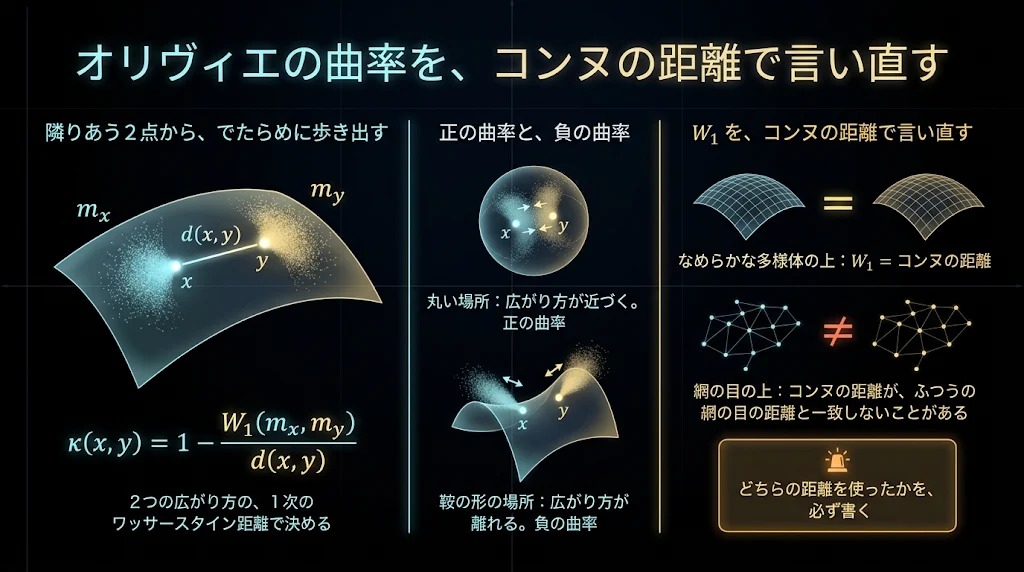 オリヴィエの曲率を、コンヌの距離で言い直す
隣りあう２点から、でたらめに歩き出す
m_x
m_y
d(x, y)
x
y
κ(x, y) = 1 − W_1(m_x, m_y) / d(x, y)
２つの広がり方の、１次の
ワッサースタイン距離で決める
正の曲率と、負の曲率
x
y
丸い場所：広がり方が近づく。
正の曲率
x
y
鞍の形の場所：広がり方が
離れる。負の曲率
W_1 を、コンヌの距離で言い直す
=
なめらかな多様体の上：W_1 = コンヌの距離
≠
網の目の上：コンヌの距離が、ふつうの
網の目の距離と一致しないことがある
どちらの距離を使ったかを、
必ず書く